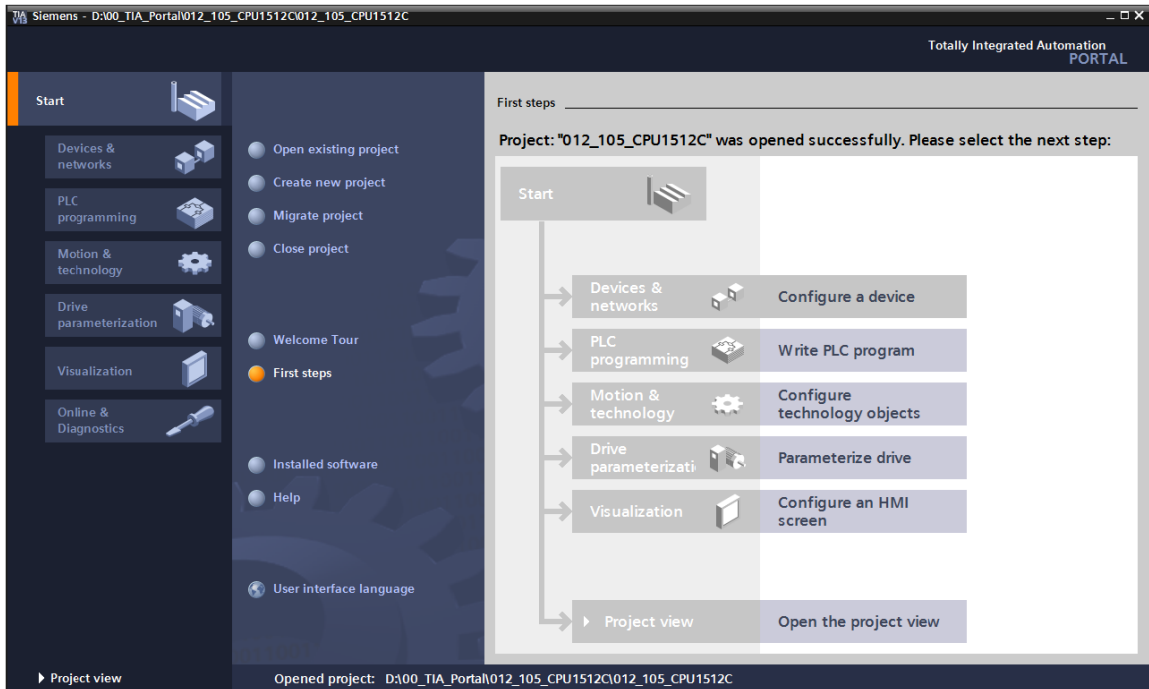 Siemens - D:\00_TIA_Portal\012_105_CPU1512C\012_105_CPU1512C
Totally Integrated Automation
PORTAL
Start
Devices &
networks
PLC
programming
Motion &
technology
Drive
parameterization
Visualization
Online &
Diagnostics
Open existing project
Create new project
Migrate project
Close project
Welcome Tour
First steps
Installed software
Help
User interface language
First steps
Project: "012_105_CPU1512C" was opened successfully. Please select the next step:
Start
Devices &
networks
Configure a device
PLC
programming
Write PLC program
Motion &
technology
Configure
technology objects
Drive
parameterizati
Parameterize drive
Visualization
Configure an HMI
screen
Project view
Open the project view
Project view
Opened project: D:\00_TIA_Portal\012_105_CPU1512C\012_105_CPU1512C